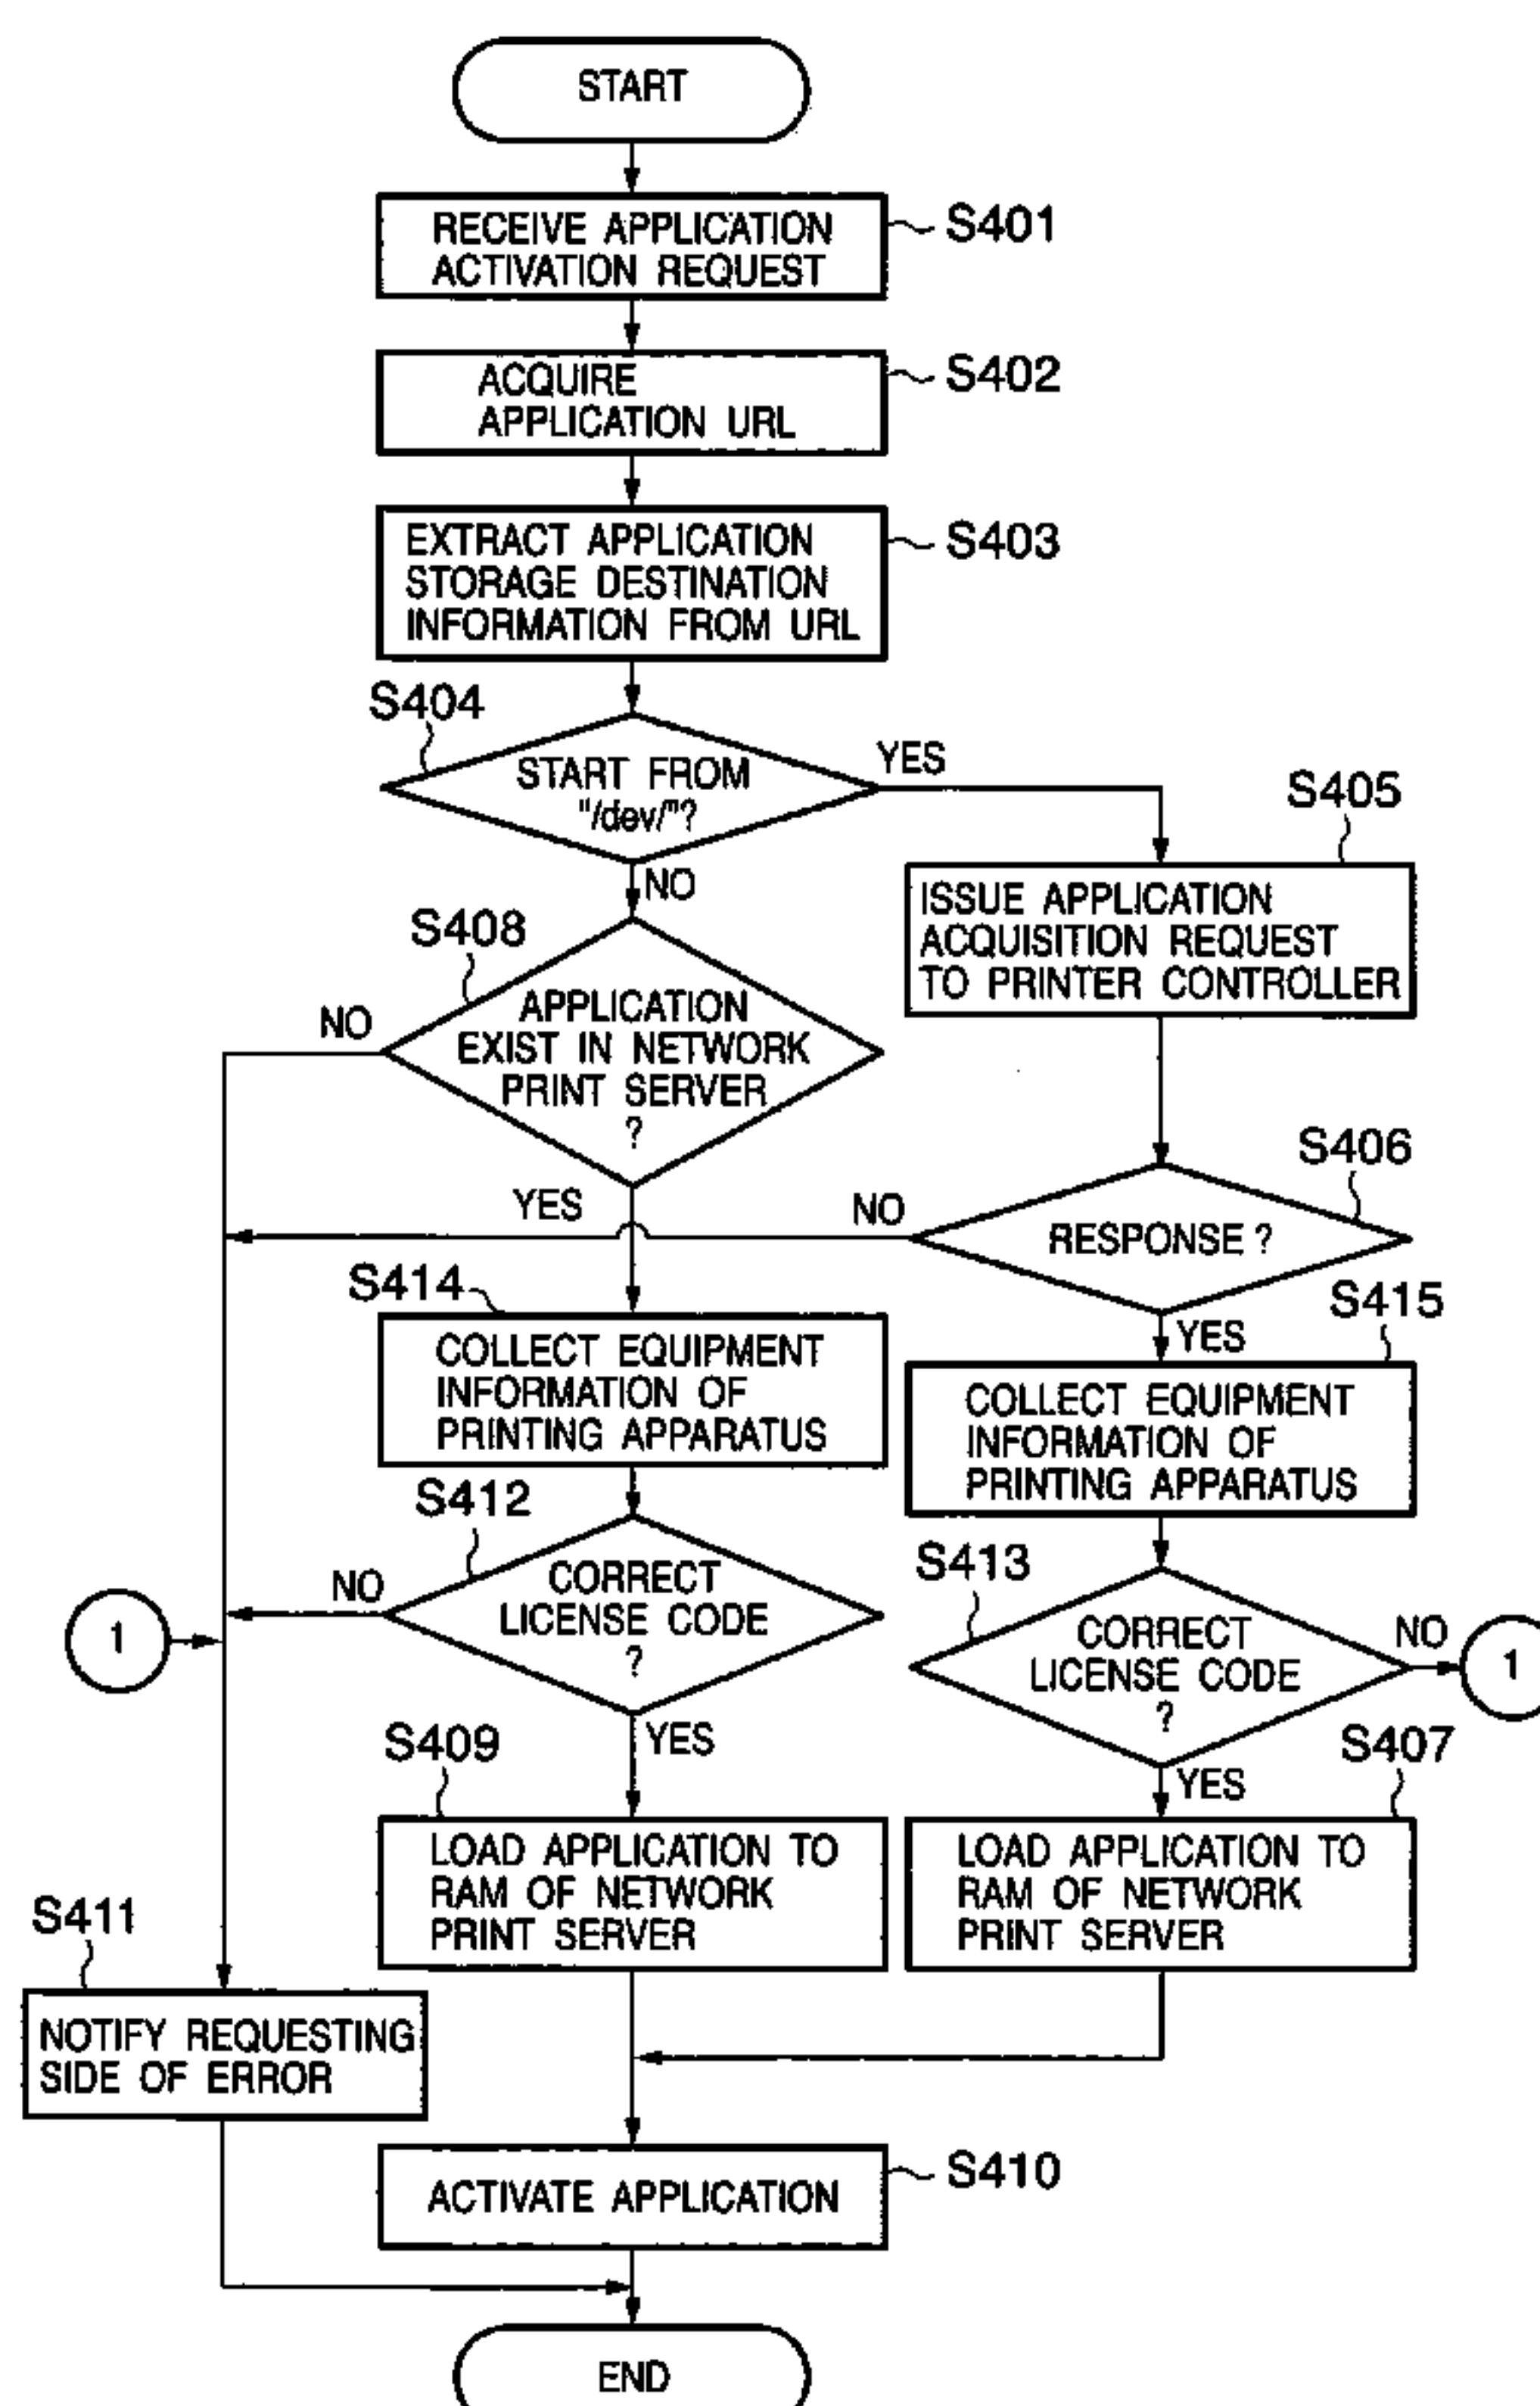 START
RECEIVE APPLICATION
ACTIVATION REQUEST
S401
ACQUIRE
APPLICATION URL
S402
EXTRACT APPLICATION
STORAGE DESTINATION
INFORMATION FROM URL
S403
S404
START FROM
"/dev/"?
YES
NO
S405
ISSUE APPLICATION
ACQUISITION REQUEST
TO PRINTER CONTROLLER
S408
APPLICATION
EXIST IN NETWORK
PRINT SERVER
?
NO
YES
S406
RESPONSE ?
NO
YES
S414
COLLECT EQUIPMENT
INFORMATION OF
PRINTING APPARATUS
S415
COLLECT EQUIPMENT
INFORMATION OF
PRINTING APPARATUS
S412
CORRECT
LICENSE CODE
?
NO
YES
1
S413
CORRECT
LICENSE CODE
?
NO
1
YES
S409
LOAD APPLICATION TO
RAM OF NETWORK
PRINT SERVER
S407
LOAD APPLICATION TO
RAM OF NETWORK
PRINT SERVER
S411
NOTIFY REQUESTING
SIDE OF ERROR
ACTIVATE APPLICATION
S410
END